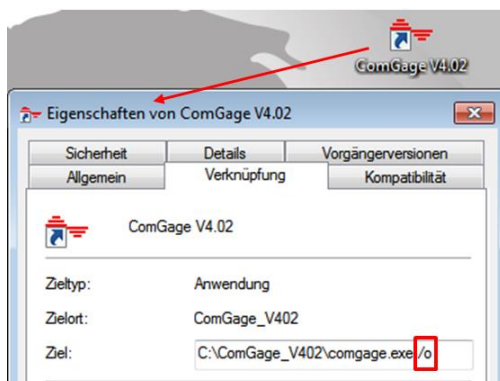 ComGage V4.02
Eigenschaften von ComGage V4.02
Sicherheit Details Vorgängerversionen
Allgemein Verknüpfung Kompatibilität
ComGage V4.02
Zieltyp: Anwendung
Zielort: ComGage_V402
Ziel: C:\ComGage_V402\comgage.exe /o